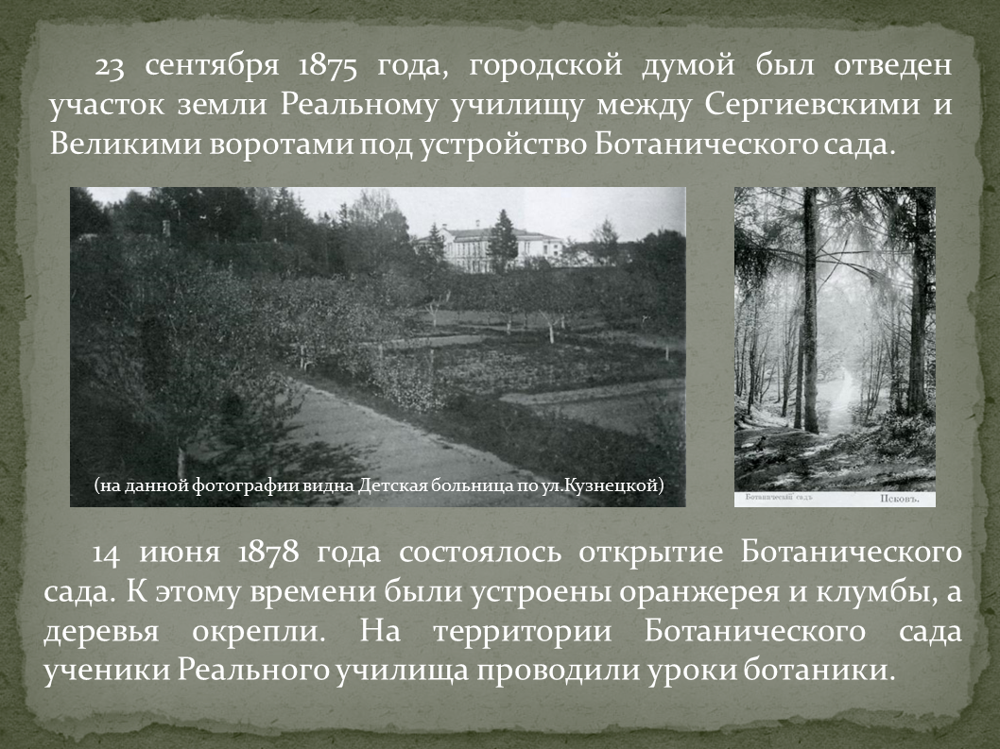 23 сентября 1875 года, городской думой был отведен
участок земли Реальному училищу между Сергиевскими и
Великими воротами под устройство Ботанического сада.
(на данной фотографии видна Детская больница по ул.Кузнецкой)
Ботаническій садъ
Псковъ.
14 июня 1878 года состоялось открытие Ботанического
сада. К этому времени были устроены оранжерея и клумбы, а
деревья окрепли. На территории Ботанического сада
ученики Реального училища проводили уроки ботаники.